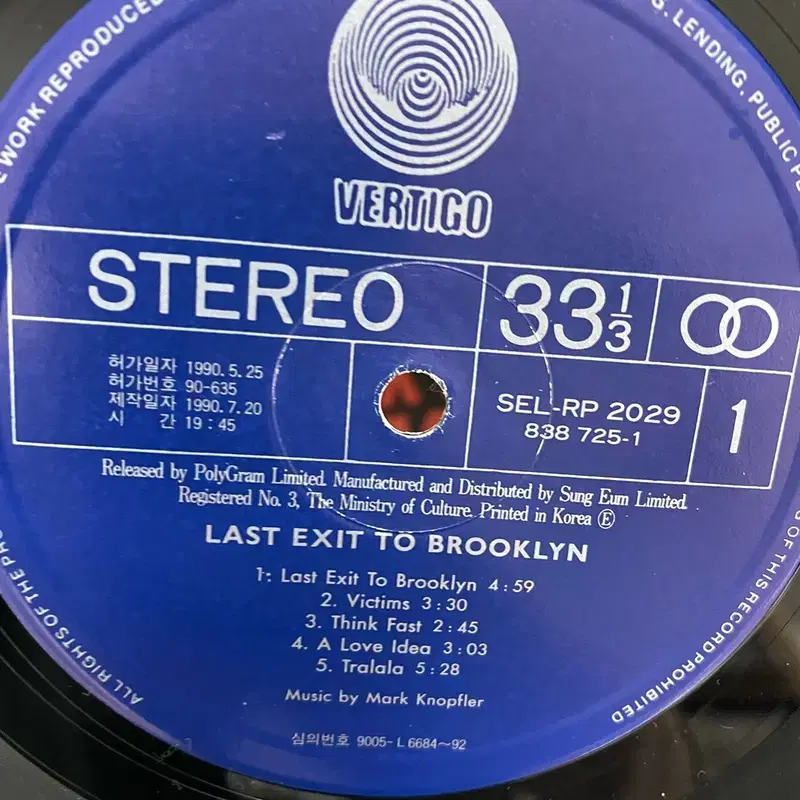 E WORK REPRODUCED
G. LENDING. PUBLIC PE
VERTIGO
STEREO
33 1/3
허가일자 1990. 5. 25
허가번호 90-635
제작일자 1990. 7. 20
시 간 19 : 45
SEL-RP 2029
838 725-1
1
Released by PolyGram Limited. Manufactured and Distributed by Sung Eum Limited.
Registered No. 3, The Ministry of Culture. Printed in Korea Ⓔ
LAST EXIT TO BROOKLYN
1. Last Exit To Brooklyn 4 : 59
2. Victims 3 : 30
3. Think Fast 2 : 45
4. A Love Idea 3 : 03
5. Tralala 5 : 28
Music by Mark Knopfler
심의번호 9005- L 6684~92
ALL RIGHTS OF THE PRO
S OF THIS RECORD PROHIBITED